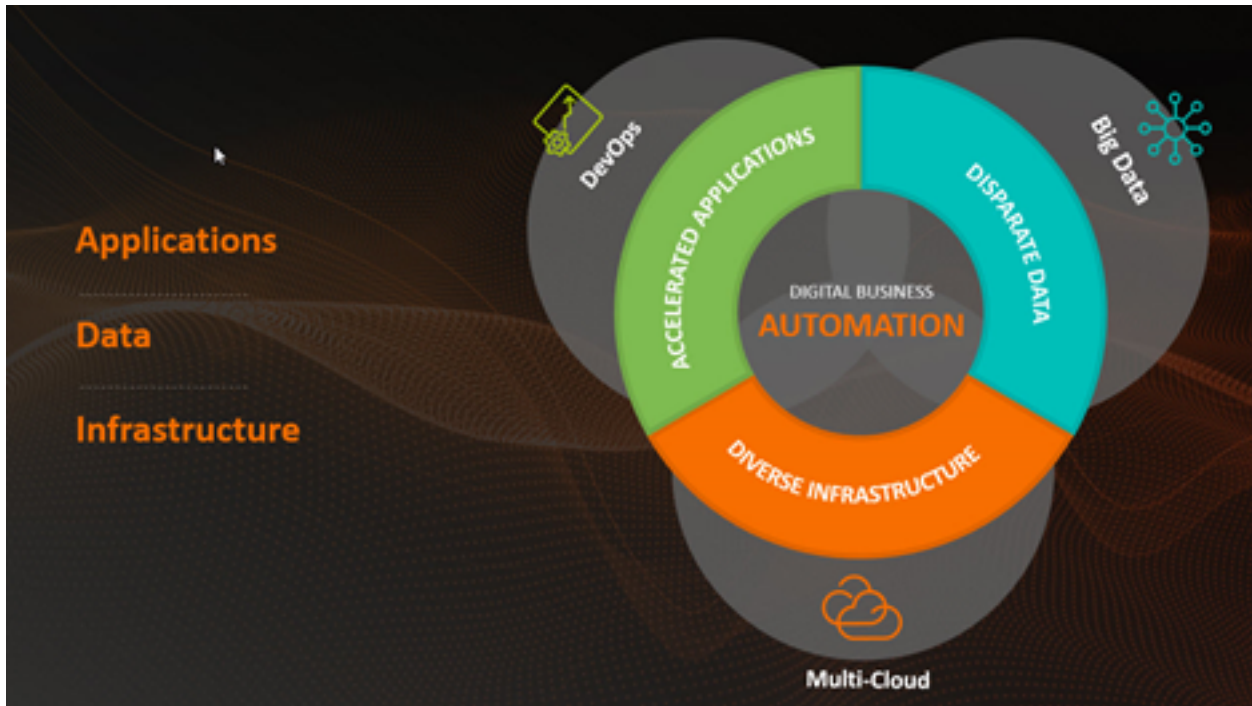 Applications
Data
Infrastructure
DevOps
Big Data
ACCELERATED APPLICATIONS
DISPARATE DATA
DIGITAL BUSINESS
AUTOMATION
DIVERSE INFRASTRUCTURE
Multi-Cloud